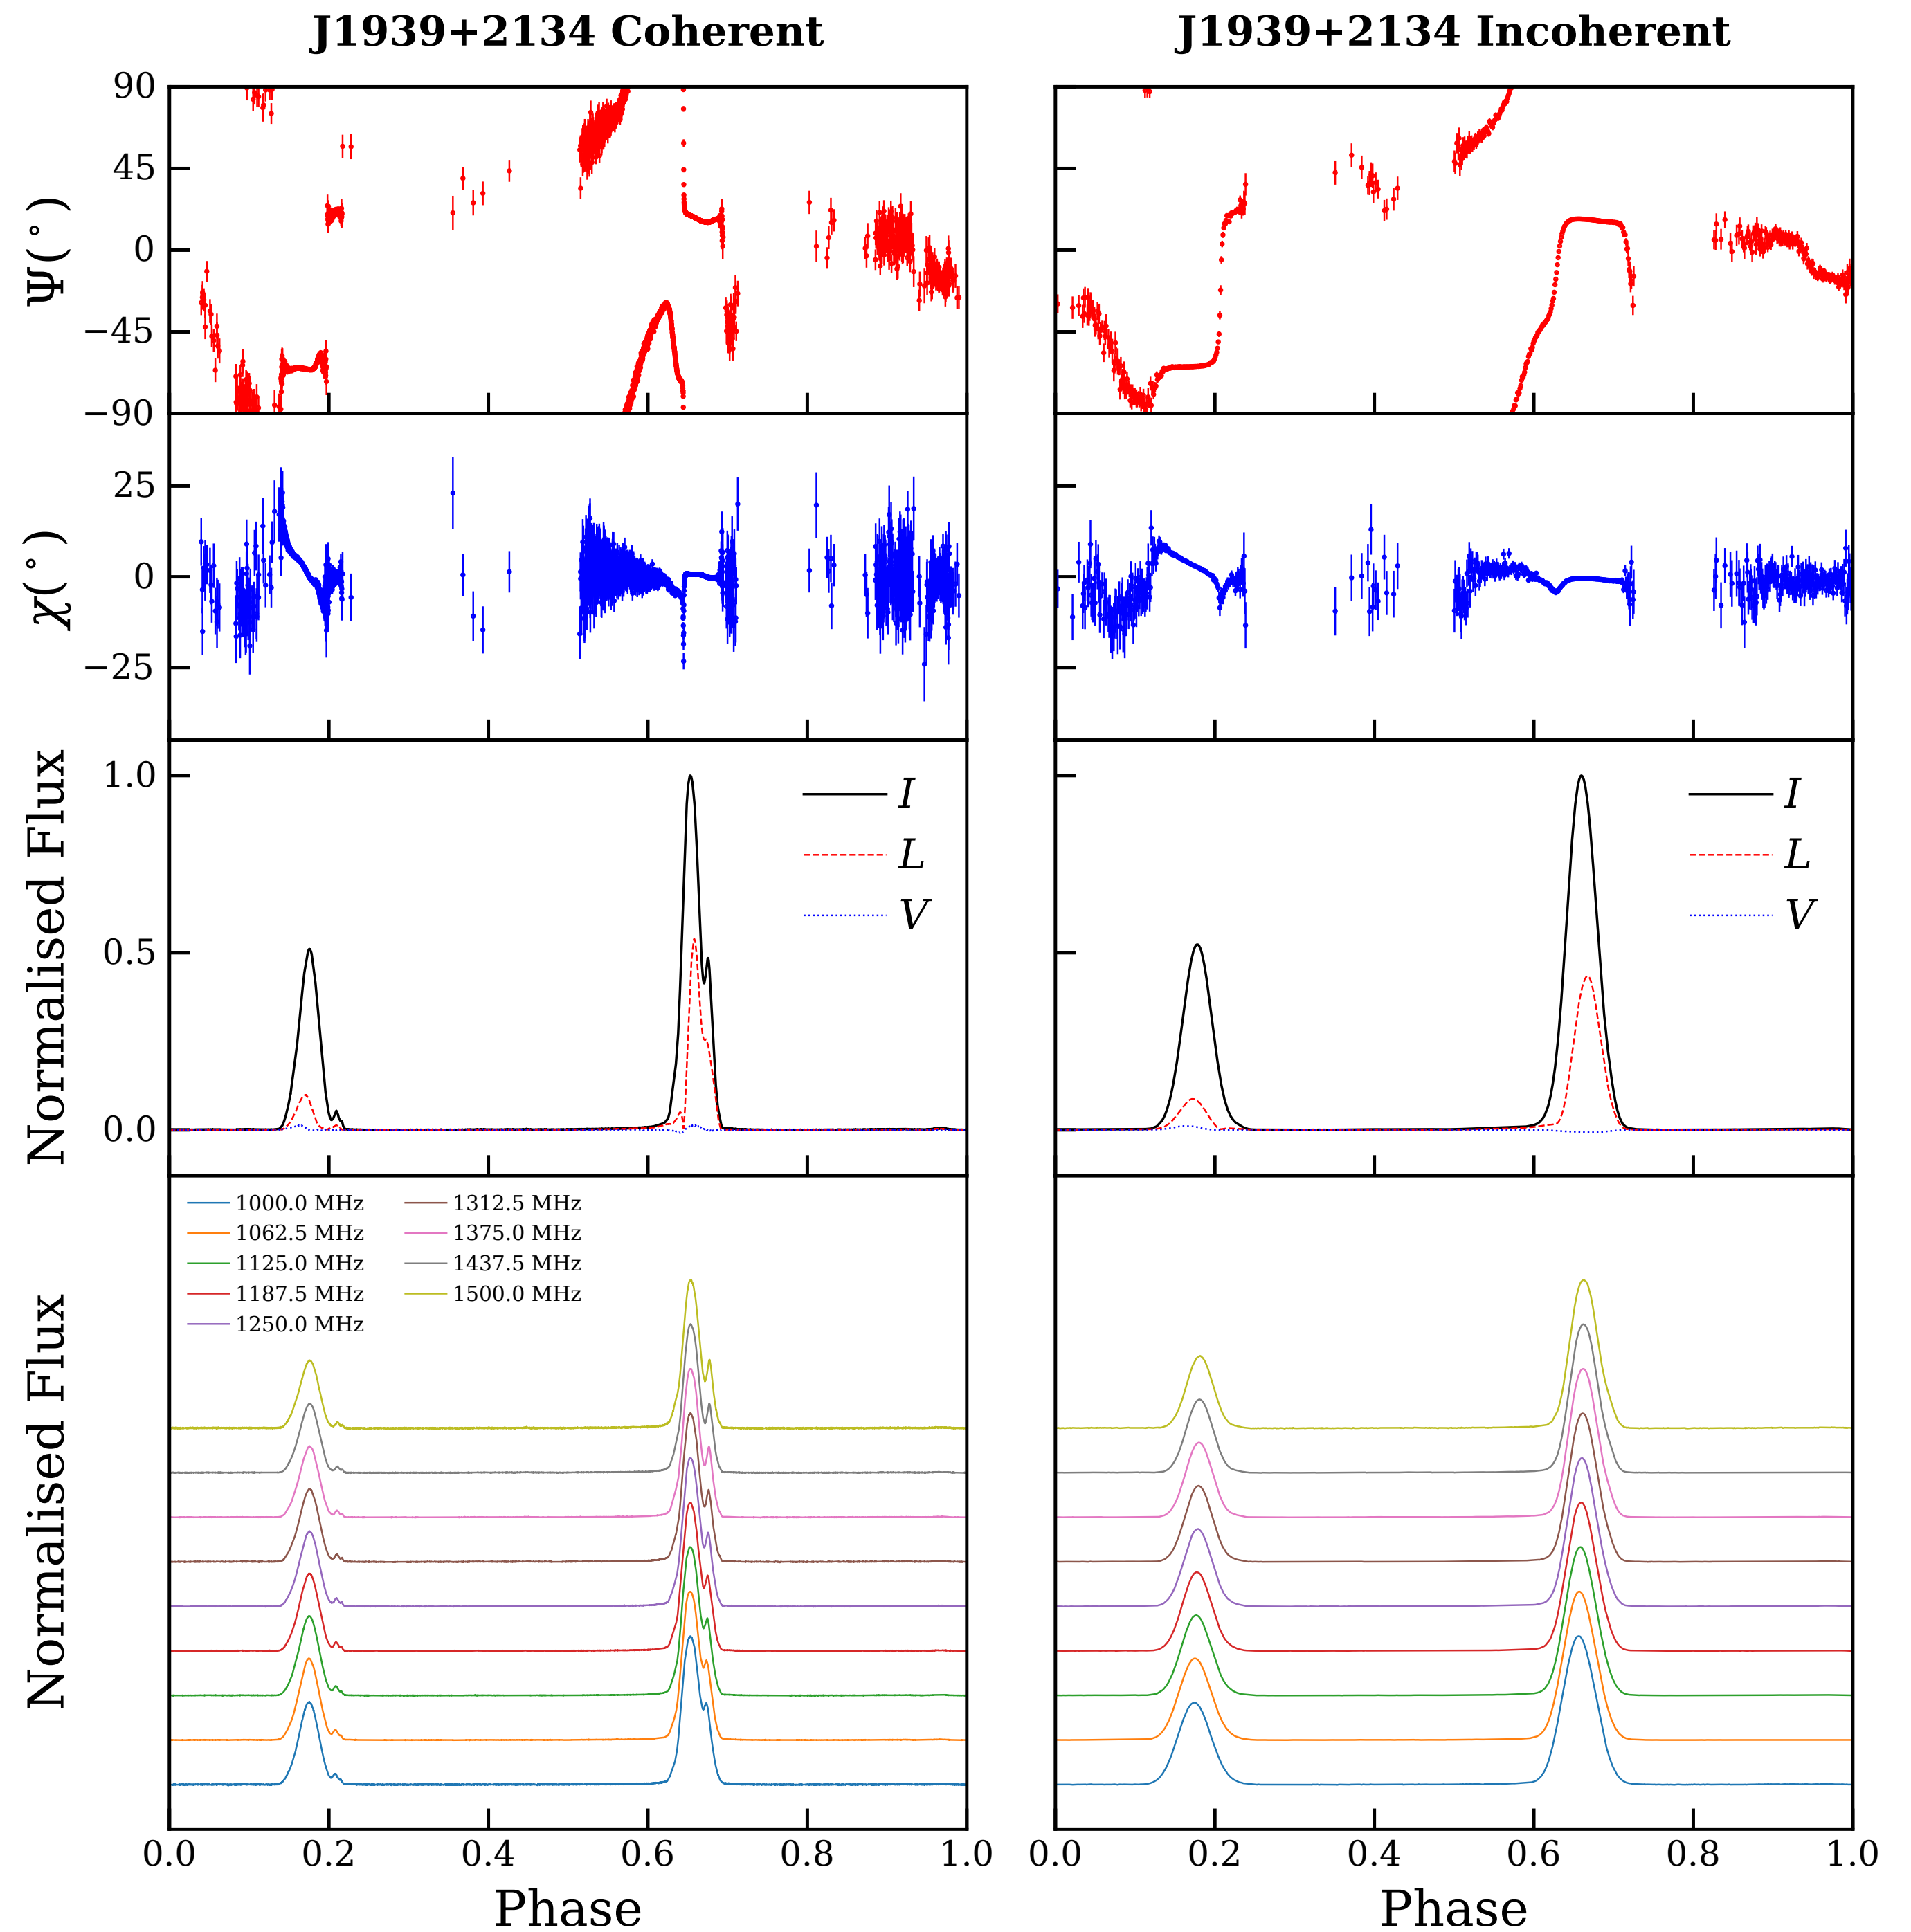 J1939+2134 Coherent
J1939+2134 Incoherent
90
45
0
−45
−90
Ψ(°)
25
0
−25
χ(°)
1.0
0.5
0.0
Normalised Flux
I
L
V
I
L
V
Normalised Flux
1000.0 MHz
1062.5 MHz
1125.0 MHz
1187.5 MHz
1250.0 MHz
1312.5 MHz
1375.0 MHz
1437.5 MHz
1500.0 MHz
0.0 0.2 0.4 0.6 0.8 1.0
0.0 0.2 0.4 0.6 0.8 1.0
Phase
Phase